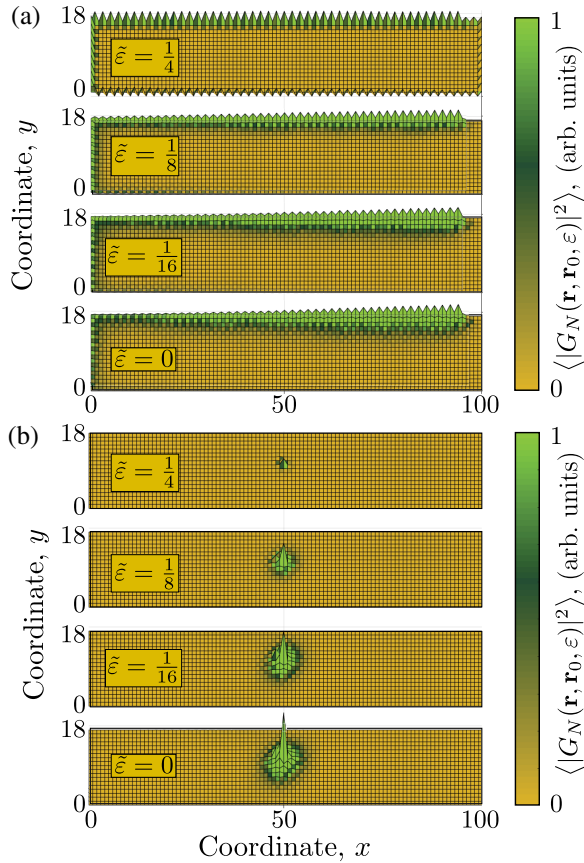 (a)
18
ε̃ = 1/4
0
18
ε̃ = 1/8
0
18
ε̃ = 1/16
0
18
ε̃ = 0
0
0 50 100
Coordinate, y
1
0
⟨|G_N(r, r_0, ε)|^2⟩, (arb. units)
(b)
18
ε̃ = 1/4
0
18
ε̃ = 1/8
0
18
ε̃ = 1/16
0
18
ε̃ = 0
0
0 50 100
Coordinate, x
Coordinate, y
1
0
⟨|G_N(r, r_0, ε)|^2⟩, (arb. units)